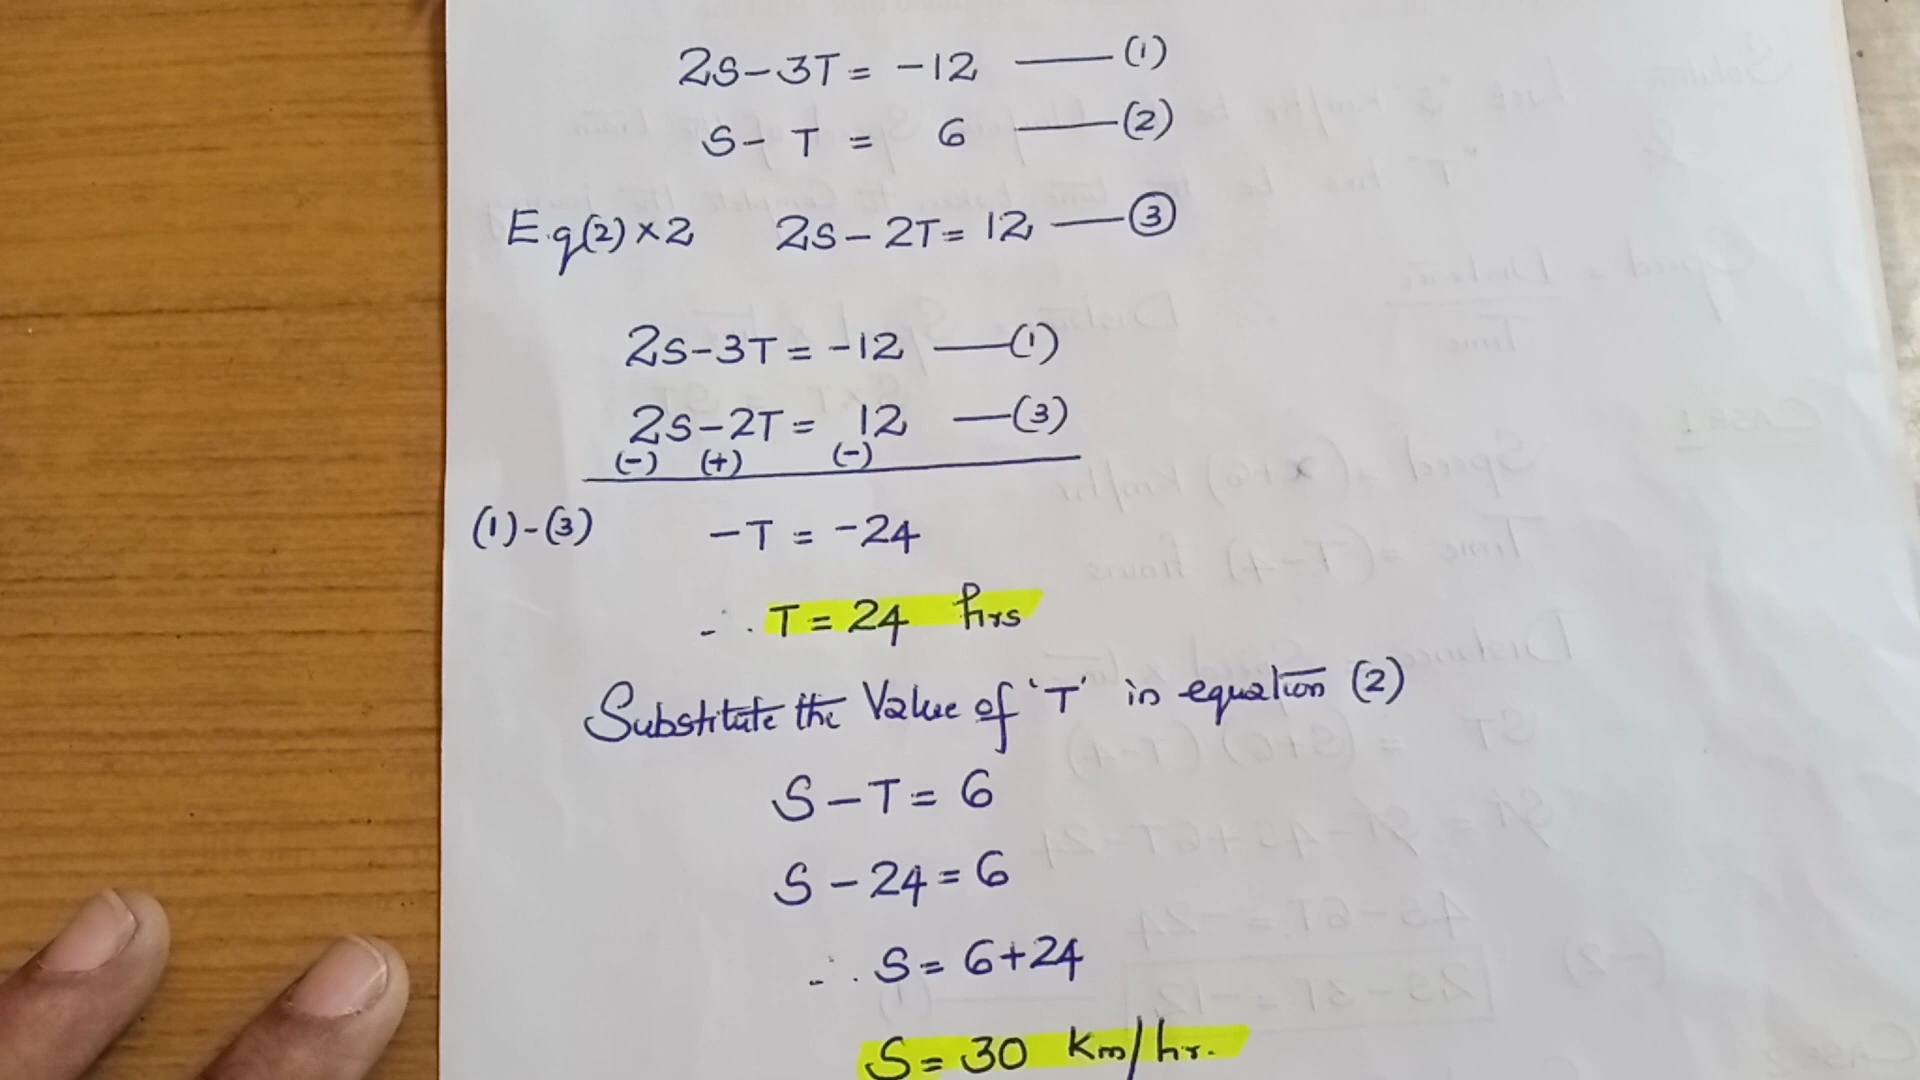 2S-3T= -12 —— (1)
S- T = 6 —— (2)
E.q(2)×2 2S-2T= 12 —— ③
2S-3T= -12 —— (1)
2S-2T= 12 —— (3)
(-) (+) (-)
(1)-(3) -T = -24
∴ T = 24 hrs
Substitute the Value of 'T' in equation (2)
S-T= 6
S-24= 6
∴ S= 6+24
S= 30 Km/hr.